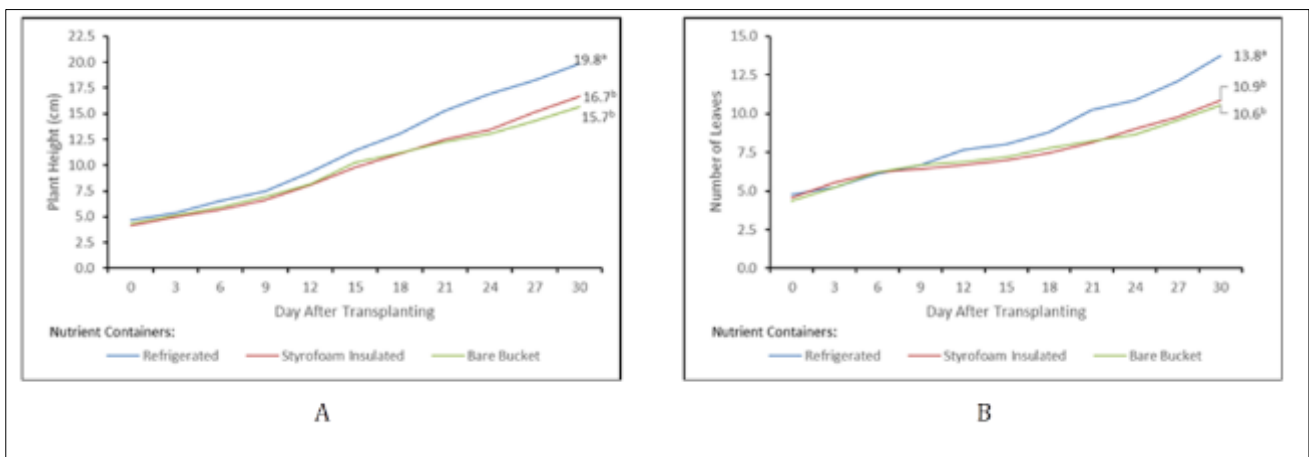 22.5
20.0
17.5
15.0
12.5
10.0
7.5
5.0
2.5
0.0
Plant Height (cm)
19.8ᵃ
16.7ᵇ
15.7ᵇ
0 3 6 9 12 15 18 21 24 27 30
Day After Transplanting
Nutrient Containers:
Refrigerated Styrofoam Insulated Bare Bucket
A
15.0
12.5
10.0
7.5
5.0
2.5
0.0
Number of Leaves
13.8ᵃ
10.9ᵇ
10.6ᵇ
0 3 6 9 12 15 18 21 24 27 30
Day After Transplanting
Nutrient Containers:
Refrigerated Styrofoam Insulated Bare Bucket
B